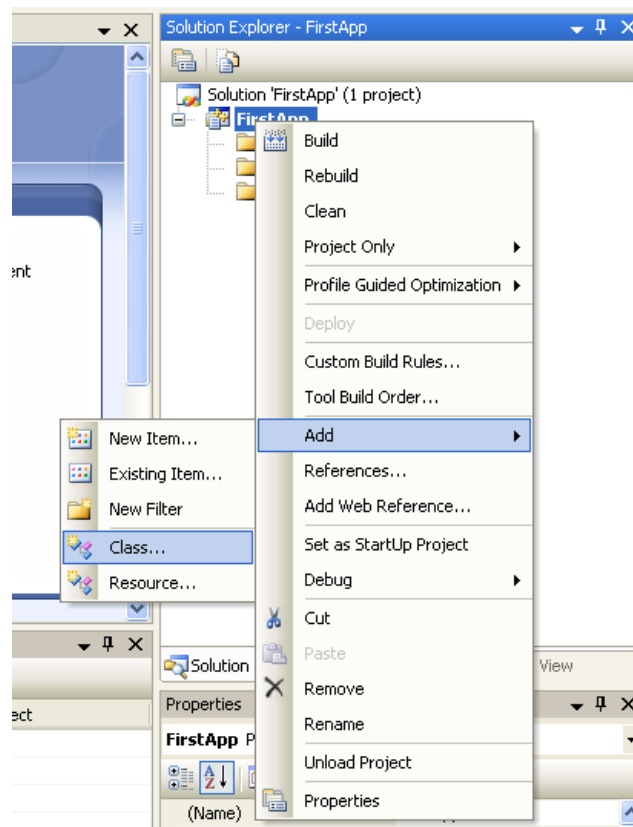 Solution Explorer - FirstApp
Solution 'FirstApp' (1 project)
FirstApp
Build
Rebuild
Clean
Project Only
Profile Guided Optimization
Deploy
Custom Build Rules...
Tool Build Order...
Add
References...
Add Web Reference...
Set as StartUp Project
Debug
Cut
Paste
Remove
Rename
Unload Project
Properties
New Item...
Existing Item...
New Filter
Class...
Resource...
ent
ect
Solution
View
Properties
FirstApp P
(Name)